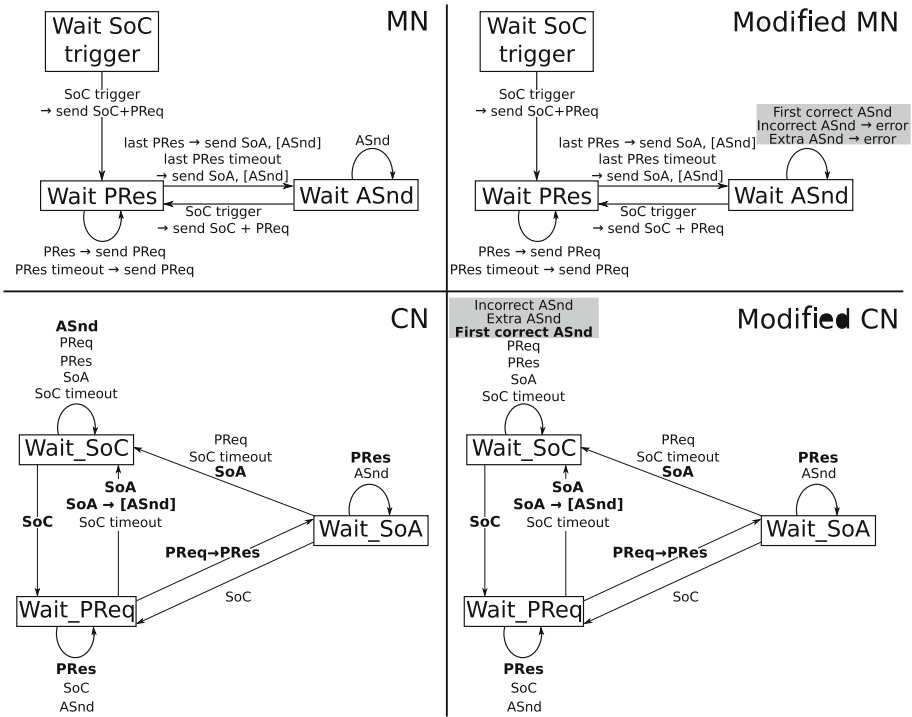 MN
Wait SoC
trigger
SoC trigger
→ send SoC+PReq
last PRes → send SoA, [ASnd]
last PRes timeout
→ send SoA, [ASnd]
ASnd
Wait PRes
Wait ASnd
SoC trigger
→ send SoC + PReq
PRes → send PReq
PRes timeout → send PReq
Modified MN
Wait SoC
trigger
SoC trigger
→ send SoC+PReq
First correct ASnd
Incorrect ASnd → error
Extra ASnd → error
last PRes → send SoA, [ASnd]
last PRes timeout
→ send SoA, [ASnd]
Wait PRes
Wait ASnd
SoC trigger
→ send SoC + PReq
PRes → send PReq
PRes timeout → send PReq
CN
ASnd
PReq
PRes
SoA
SoC timeout
Wait_SoC
PReq
SoC timeout
SoA
PRes
ASnd
SoA
SoA → [ASnd]
SoC timeout
SoC
Wait_SoA
PReq→PRes
SoC
Wait_PReq
PRes
SoC
ASnd
Modified CN
Incorrect ASnd
Extra ASnd
First correct ASnd
PReq
PRes
SoA
SoC timeout
Wait_SoC
PReq
SoC timeout
SoA
PRes
ASnd
SoA
SoA → [ASnd]
SoC timeout
SoC
Wait_SoA
PReq→PRes
SoC
Wait_PReq
PRes
SoC
ASnd